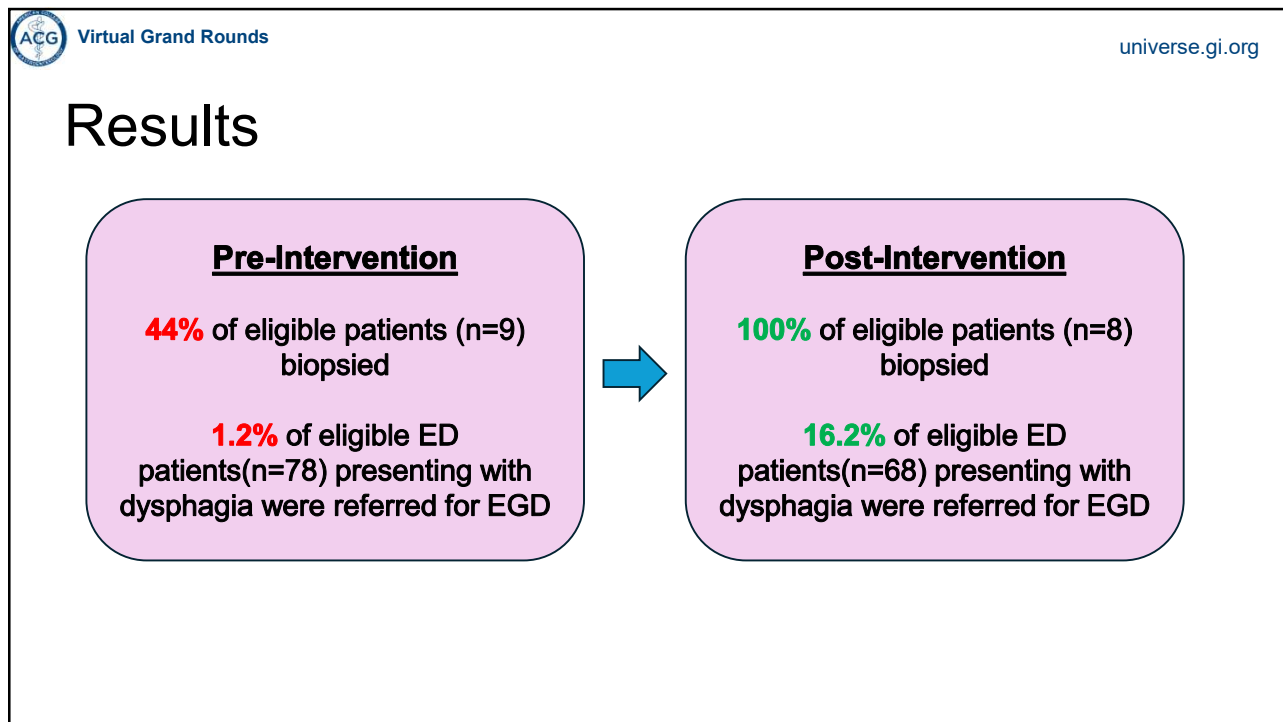 ACG
Virtual Grand Rounds
universe.gi.org
Results
Pre-Intervention
44% of eligible patients (n=9)
biopsied
1.2% of eligible ED
patients(n=78) presenting with
dysphagia were referred for EGD
Post-Intervention
100% of eligible patients (n=8)
biopsied
16.2% of eligible ED
patients(n=68) presenting with
dysphagia were referred for EGD